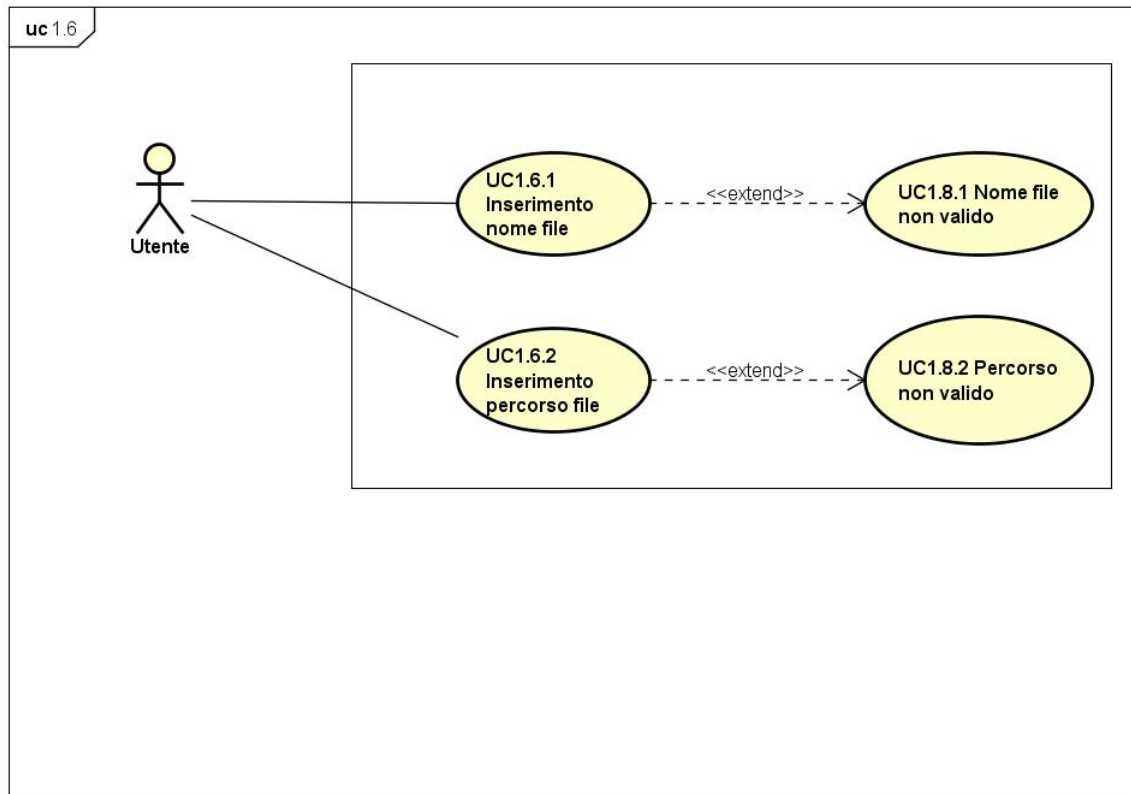 uc 1.6
Utente
UC1.6.1
Inserimento
nome file
<<extend>>
UC1.8.1 Nome file
non valido
UC1.6.2
Inserimento
percorso file
<<extend>>
UC1.8.2 Percorso
non valido